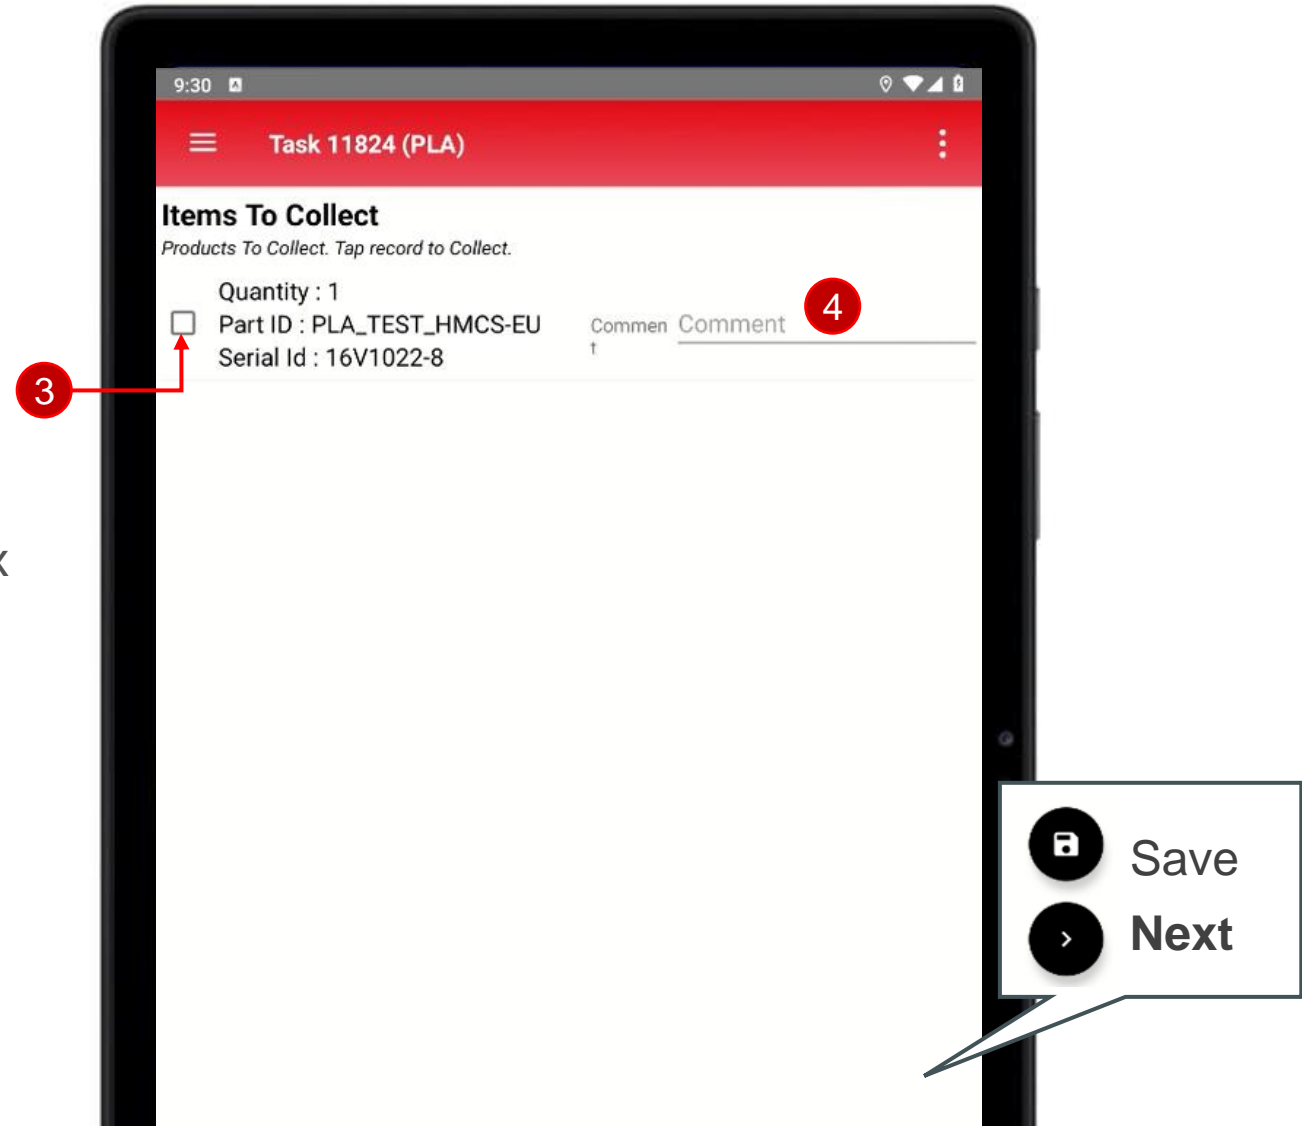 9:30
Task 11824 (PLA)
Items To Collect
Products To Collect. Tap record to Collect.
Quantity : 1
Part ID : PLA_TEST_HMCS-EU
Serial Id : 16V1022-8
Commen
t
Comment
4
3
x
Save
Next